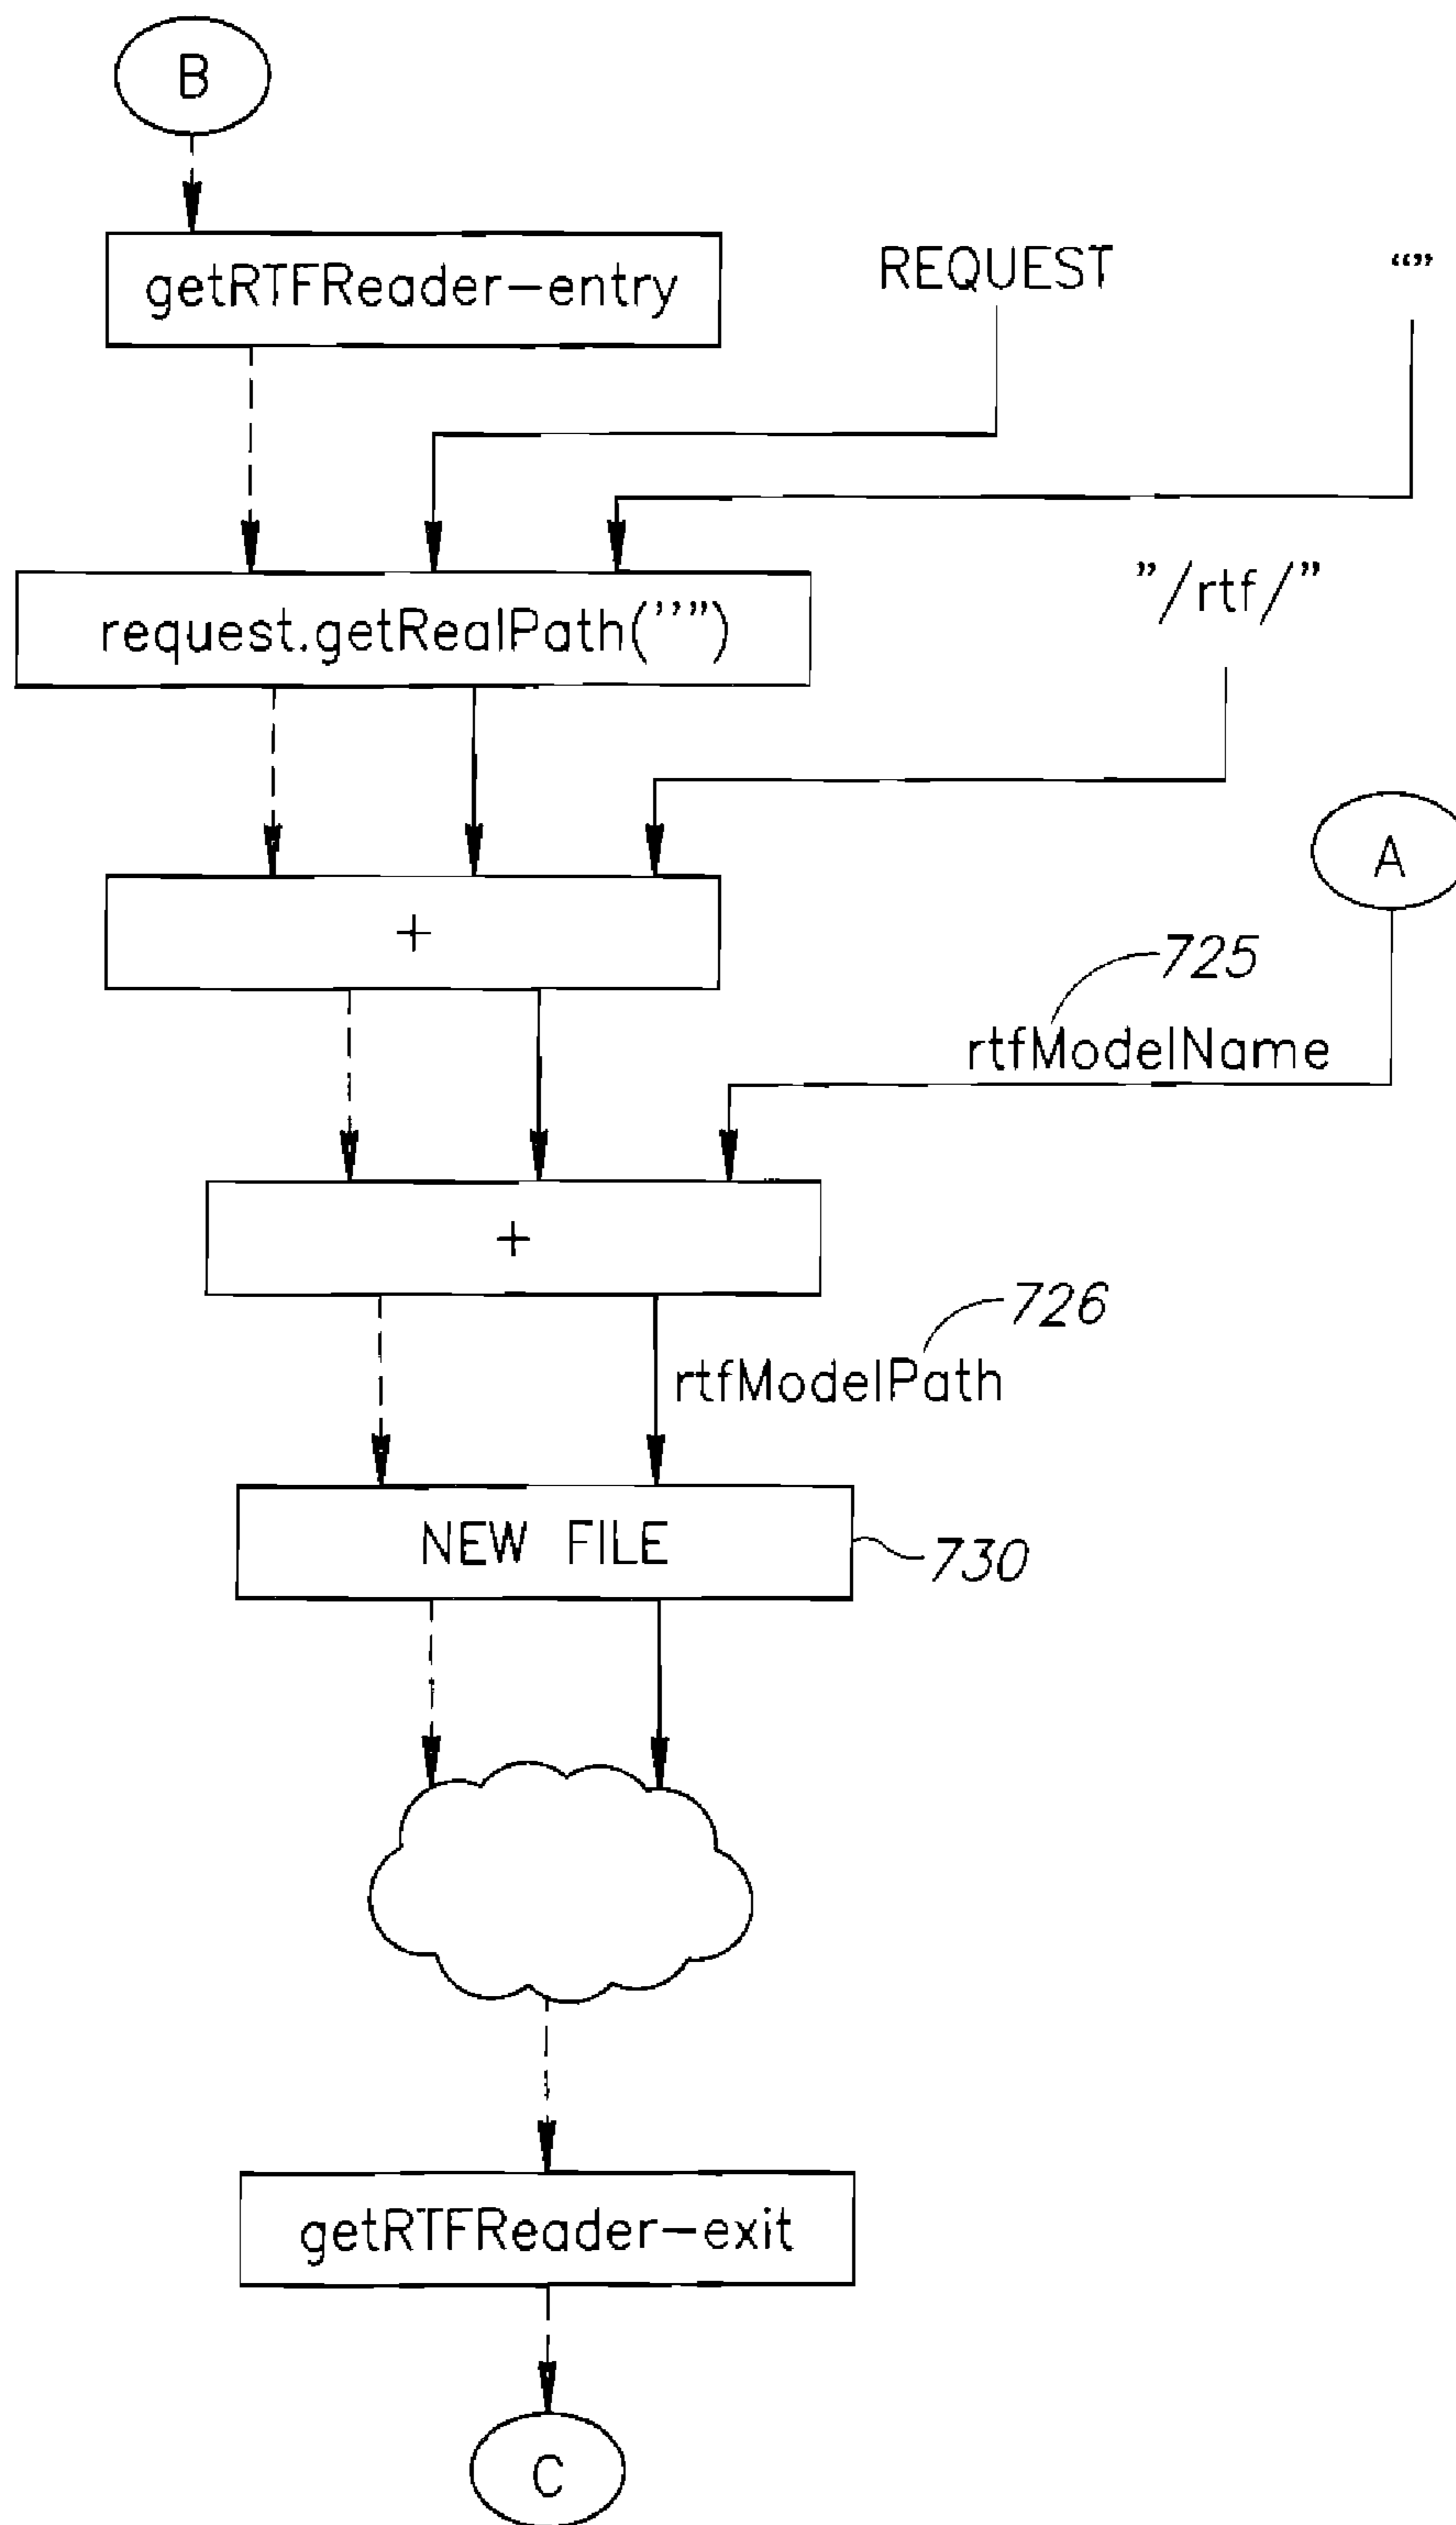 B
getRTFReader-entry
REQUEST
“”
request.getRealPath(’’”)
”/rtf/”
A
+
725
rtfModelName
+
726
rtfModelPath
NEW FILE
730
getRTFReader-exit
C